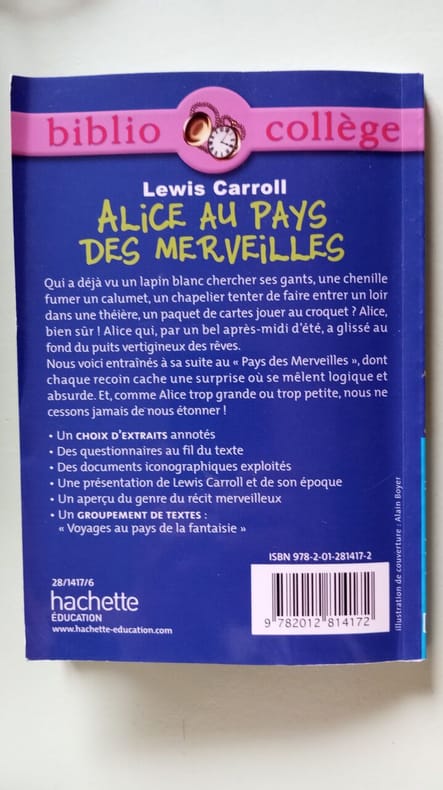 biblio collège
Lewis Carroll
ALICE AU PAYS
DES MERVEILLES
Qui a déjà vu un lapin blanc chercher ses gants, une chenille
fumer un calumet, un chapelier tenter de faire entrer un loir
dans une théière, un paquet de cartes jouer au croquet ? Alice,
bien sûr ! Alice qui, par un bel après-midi d'été, a glissé au
fond du puits vertigineux des rêves.
Nous voici entraînés à sa suite au « Pays des Merveilles », dont
chaque recoin cache une surprise où se mêlent logique et
absurde. Et, comme Alice trop grande ou trop petite, nous ne
cessons jamais de nous étonner !
• Un CHOIX D'EXTRAITS annotés
• Des questionnaires au fil du texte
• Des documents iconographiques exploités
• Une présentation de Lewis Carroll et de son époque
• Un aperçu du genre du récit merveilleux
• Un GROUPEMENT DE TEXTES :
« Voyages au pays de la fantaisie »
ISBN 978-2-01-281417-2
28/1417/6
hachette
ÉDUCATION
www.hachette-education.com
9 782012 814172
Illustration de couverture : Alain Boyer